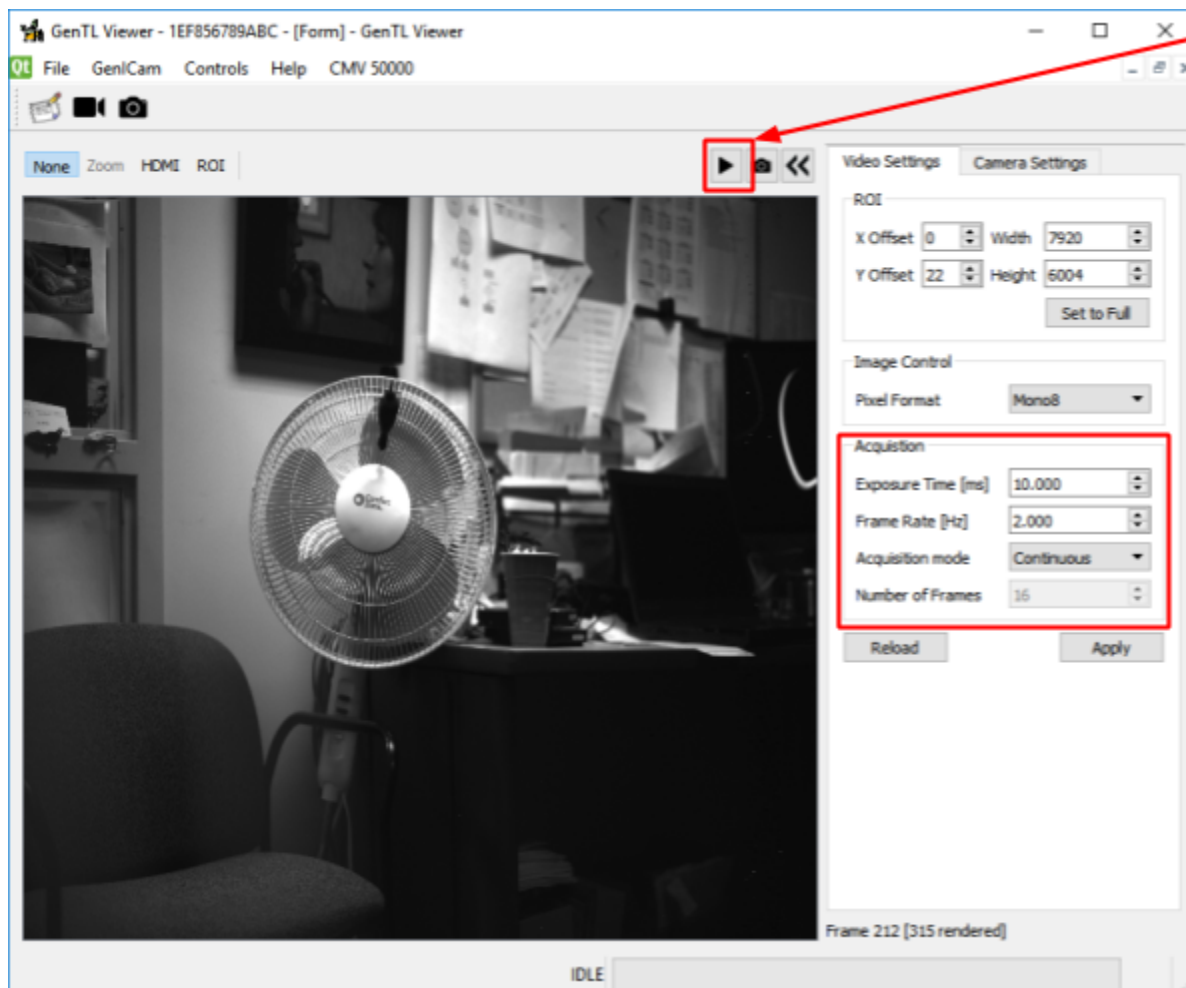 GenTL Viewer - 1EF856789ABC - [Form] - GenTL Viewer
Qt File GenICam Controls Help CMV 50000
None Zoom HDMI ROI
Video Settings Camera Settings
ROI
X Offset 0 Width 7920
Y Offset 22 Height 6004
Set to Full
Image Control
Pixel Format Mono8
Acquistion
Exposure Time [ms] 10.000
Frame Rate [Hz] 2.000
Acquisition mode Continuous
Number of Frames 16
Reload Apply
Frame 212 [315 rendered]
IDLE